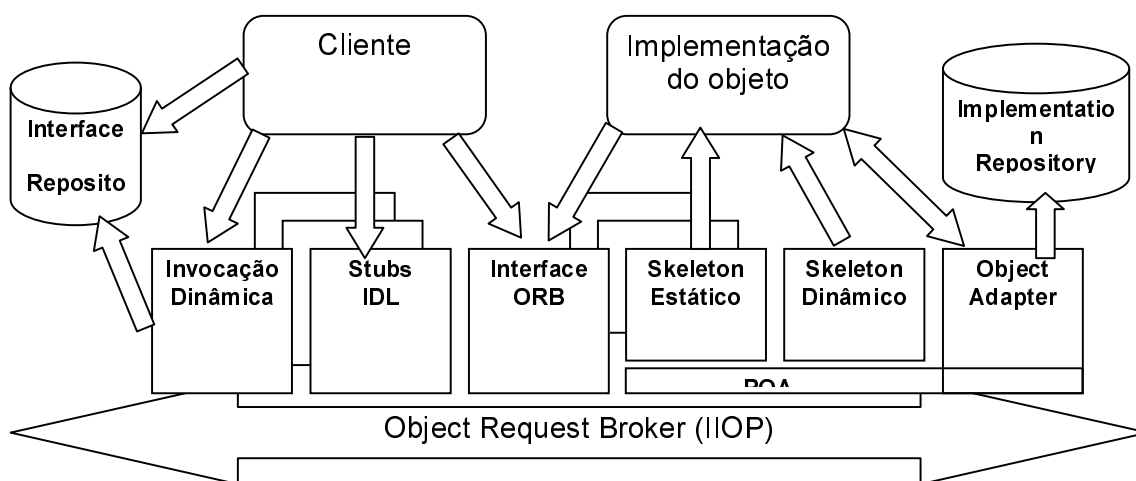 Cliente
Implementação
do objeto
Interface
Reposito
Implementatio
n
Repository
Invocação
Dinâmica
Stubs
IDL
Interface
ORB
Skeleton
Estático
Skeleton
Dinâmico
Object
Adapter
POA
Object Request Broker (IIOP)